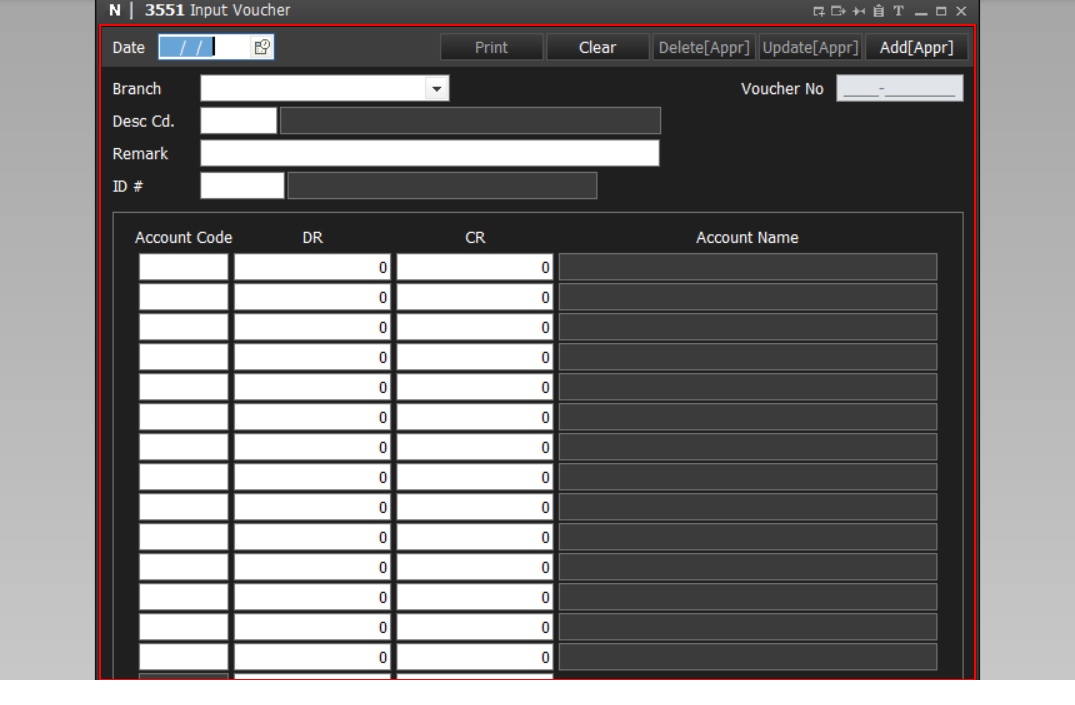 N | 3551 Input Voucher T
Date / / Print Clear Delete[Appr] Update[Appr] Add[Appr]
Branch Voucher No ____-________
Desc Cd.
Remark
ID #
Account Code DR CR Account Name
0 0
0 0
0 0
0 0
0 0
0 0
0 0
0 0
0 0
0 0
0 0
0 0
0 0
0 0